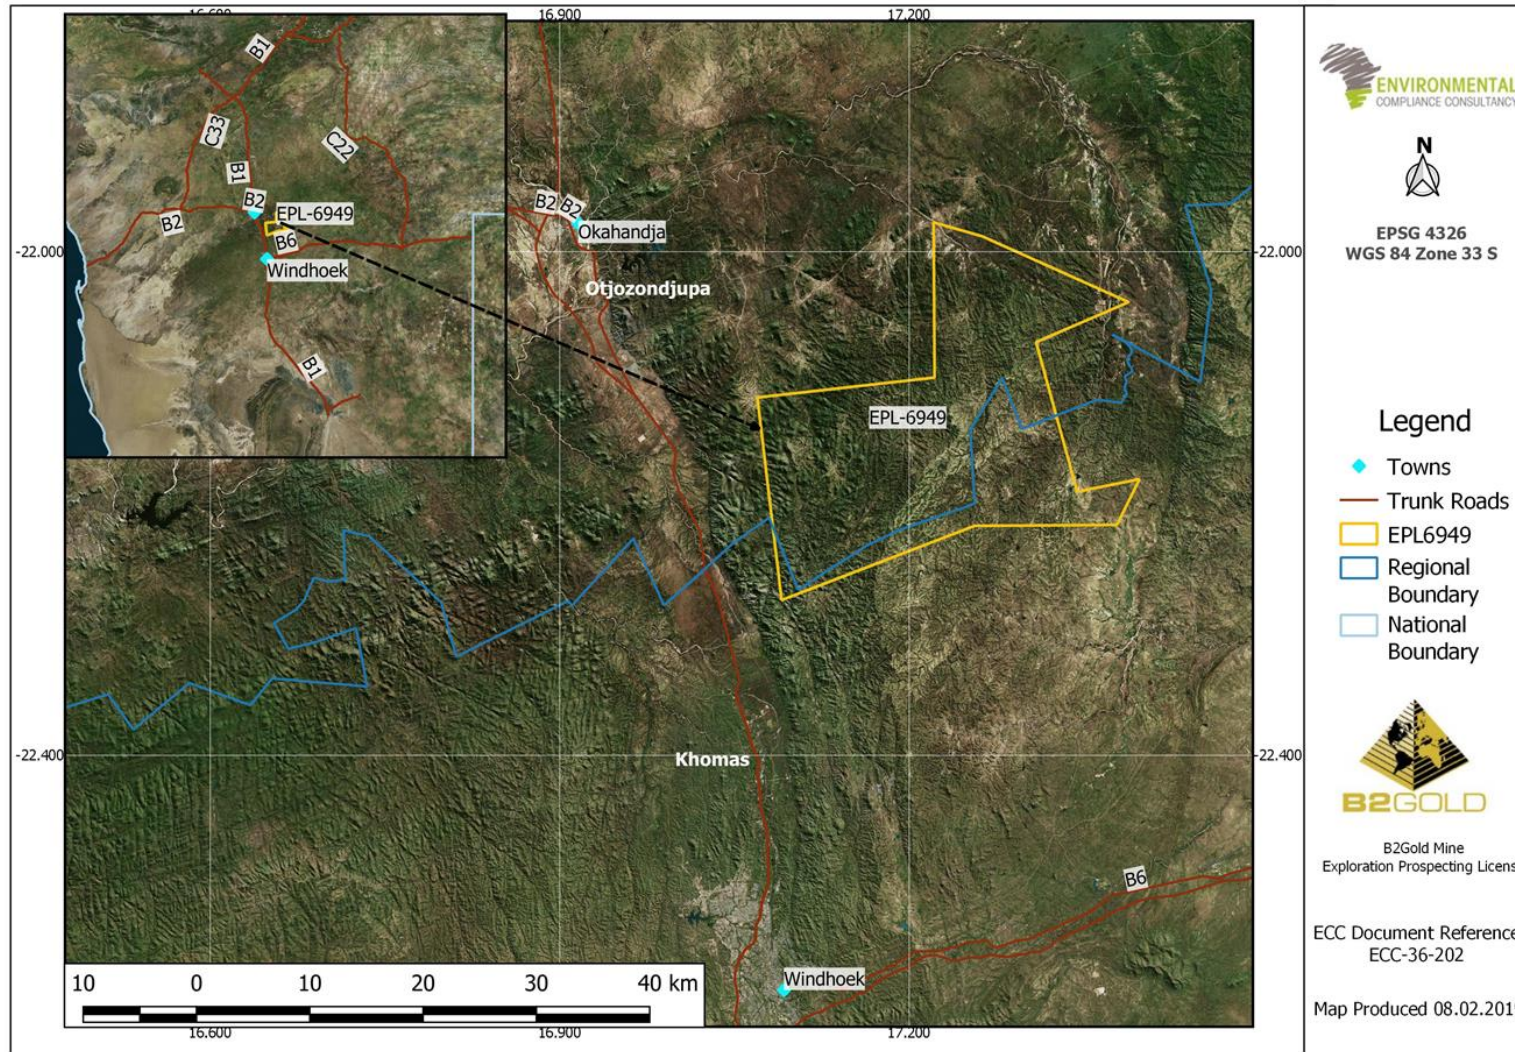 16.600
16.900
17.200
B1
C33
C22
B1
B2
B2
EPL-6949
B6
Windhoek
B1
B2
B2
Okahandja
Otjozondjupa
-22.000
-22.000
EPL-6949
-22.400
-22.400
Khomas
B6
Windhoek
10 0 10 20 30 40 km
16.600
16.900
17.200
ENVIRONMENTAL
COMPLIANCE CONSULTANCY
N
EPSG 4326
WGS 84 Zone 33 S
Legend
Towns
Trunk Roads
EPL6949
Regional
Boundary
National
Boundary
B2GOLD
B2Gold Mine
Exploration Prospecting Licens
ECC Document Reference
ECC-36-202
Map Produced 08.02.201